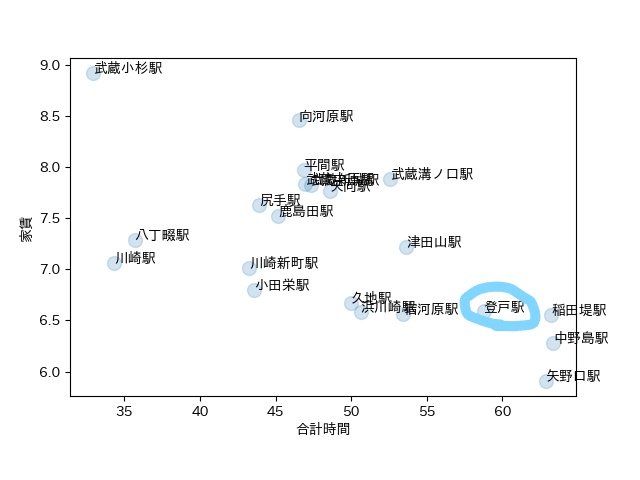 9.0
8.5
8.0
7.5
7.0
6.5
6.0
家賃
武蔵小杉駅
向河原駅
平間駅
武蔵溝ノ口駅
矢向駅
尻手駅
鹿島田駅
八丁畷駅
津田山駅
川崎駅
川崎新町駅
小田栄駅
久地駅
浜川崎駅
宿河原駅
登戸駅
稲田堤駅
中野島駅
矢野口駅
35 40 45 50 55 60
合計時間